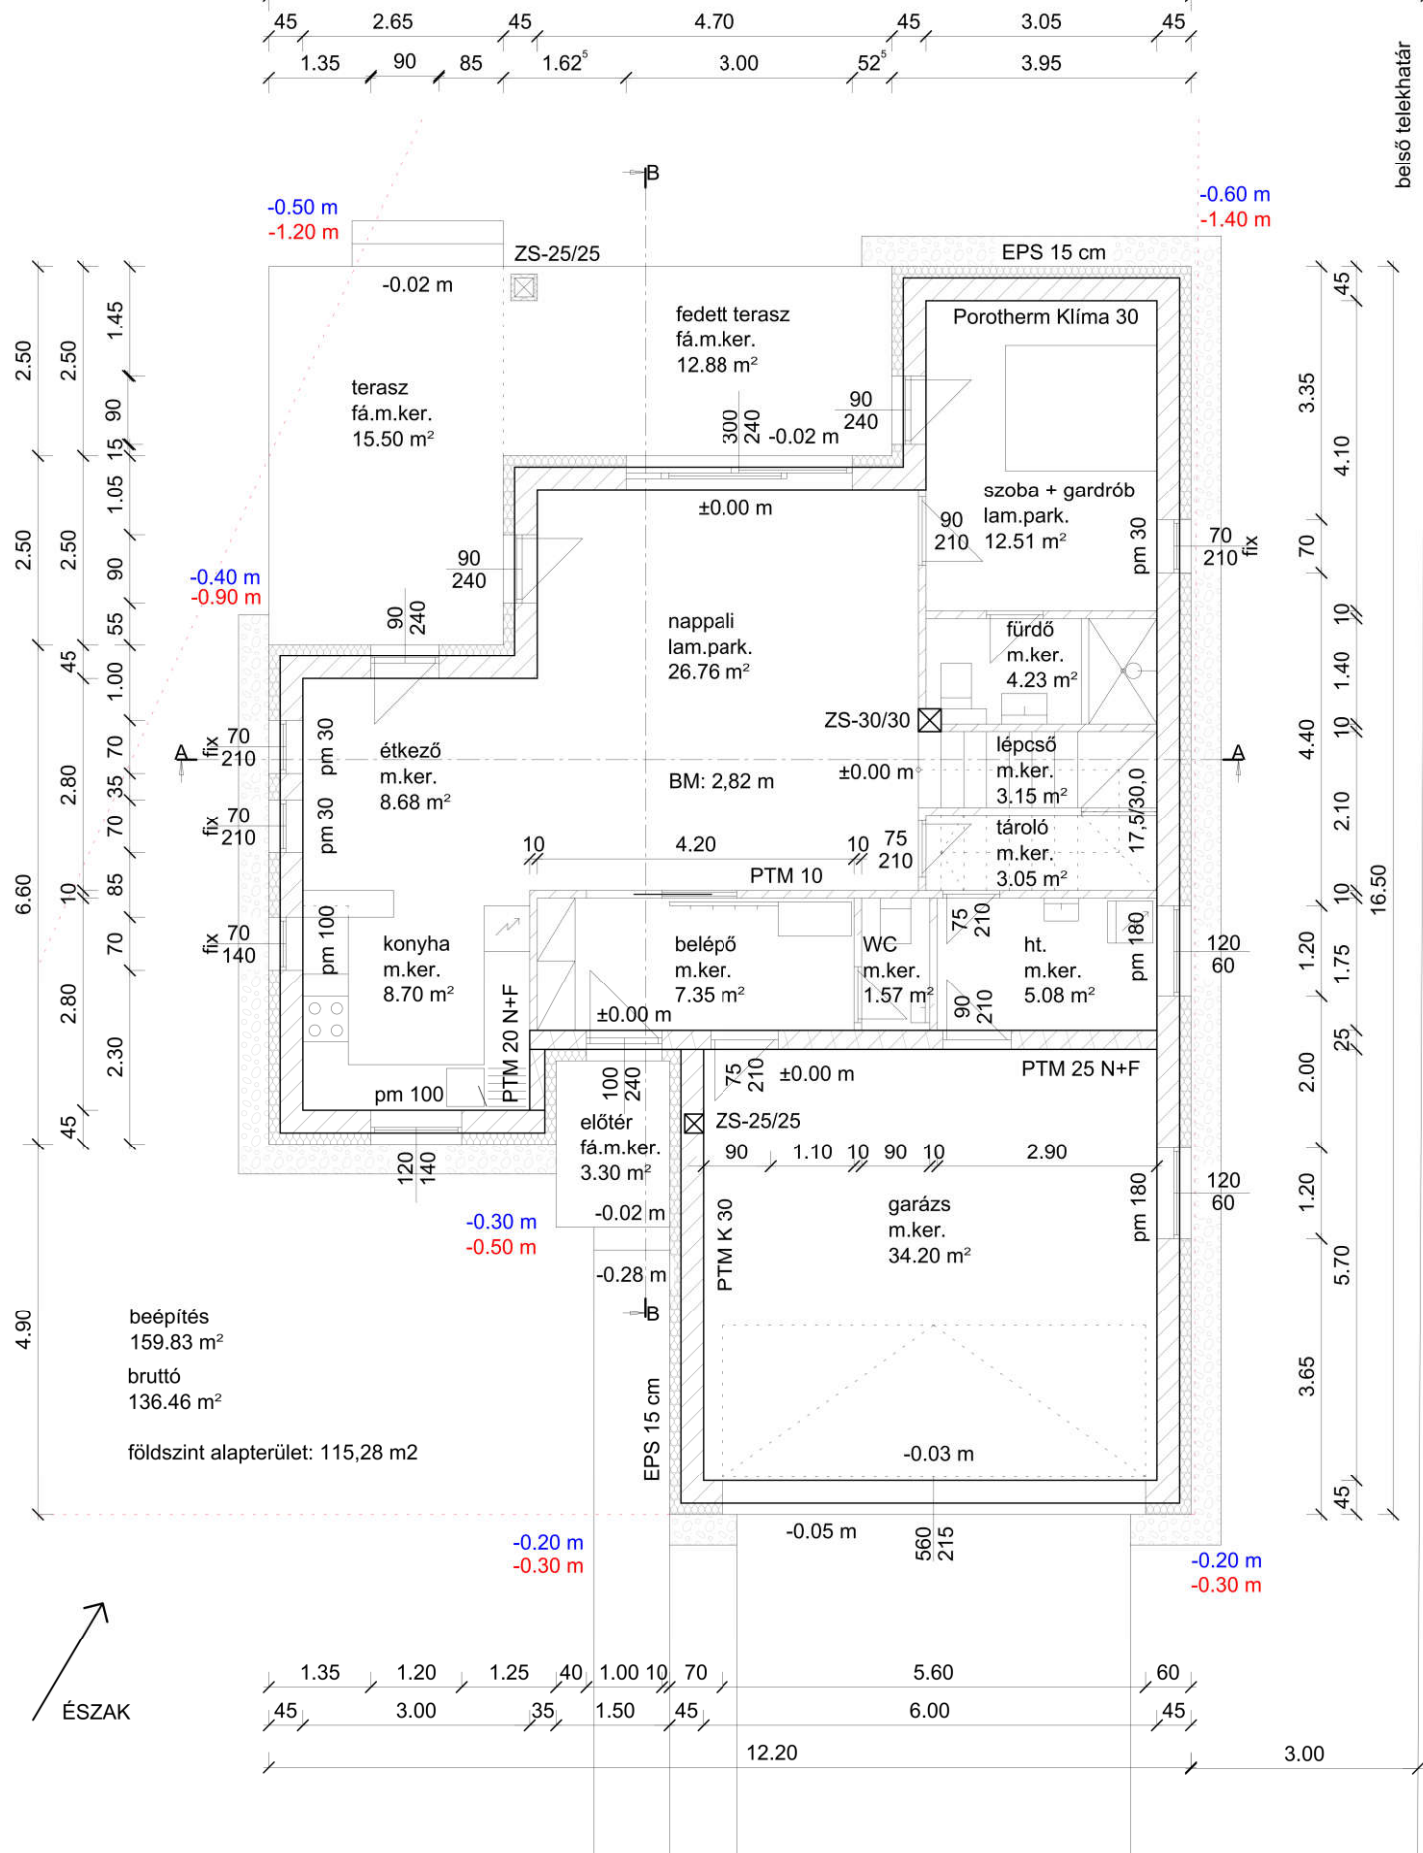 45 2.65 45 4.70 45 3.05 45
1.35 90 85 1.62⁵ 3.00 52⁵ 3.95
belső telekhatár
B
-0.50 m
-1.20 m
-0.60 m
-1.40 m
ZS-25/25
EPS 15 cm
-0.02 m
Porotherm Klíma 30
fedett terasz
fá.m.ker.
12.88 m²
terasz
fá.m.ker.
15.50 m²
90
240
300
240
-0.02 m
szoba + gardrób
lam.park.
12.51 m²
±0.00 m
90
210
pm 30
70
210
fix
90
240
-0.40 m
-0.90 m
90
240
nappali
lam.park.
26.76 m²
fürdő
m.ker.
4.23 m²
ZS-30/30
A
fix
70
210
pm 30
étkező
m.ker.
8.68 m²
BM: 2,82 m
±0.00 m
lépcső
m.ker.
3.15 m²
A
fix
70
210
pm 30
17,5/30,0
tároló
m.ker.
3.05 m²
10 4.20 10
75
210
PTM 10
fix
70
140
pm 100
konyha
m.ker.
8.70 m²
belépő
m.ker.
7.35 m²
WC
m.ker.
1.57 m²
75
210
ht.
m.ker.
5.08 m²
pm 180
120
60
±0.00 m
90
210
PTM 20 N+F
PTM 25 N+F
pm 100
100
240
75
210
±0.00 m
előtér
fá.m.ker.
3.30 m²
ZS-25/25
90 1.10 10 90 10 2.90
120
140
-0.02 m
PTM K 30
garázs
m.ker.
34.20 m²
pm 180
120
60
-0.30 m
-0.50 m
-0.28 m
B
beépítés
159.83 m²
bruttó
136.46 m²
földszint alapterület: 115,28 m2
EPS 15 cm
-0.03 m
-0.05 m
560
215
-0.20 m
-0.30 m
-0.20 m
-0.30 m
ÉSZAK
2.50 2.50 6.60 4.90
2.50 2.50 45 2.80 10 2.80 45
1.45 90 15 1.05 90 55 1.00 70 35 70 85 70 2.30
3.35 70 4.40 1.20 2.00 1.20 3.65
45 4.10 10 1.40 10 2.10 10 1.75 25 5.70 45
16.50
1.35 1.20 1.25 40 1.00 10 70 5.60 60
45 3.00 35 1.50 45 6.00 45
12.20 3.00